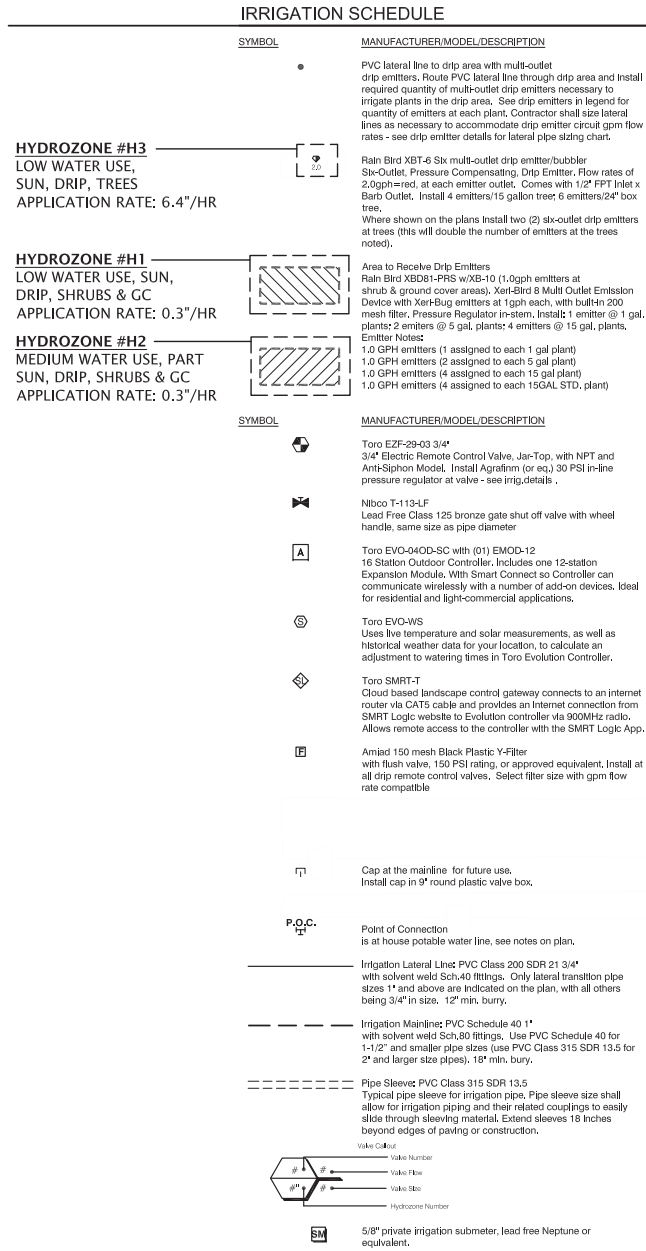 IRRIGATION SCHEDULE
SYMBOL
MANUFACTURER/MODEL/DESCRIPTION
PVC lateral line to drip area with multi-outlet
drip emitters. Route PVC lateral line through drip area and install
required quantity of multi-outlet drip emitters necessary to
irrigate plants in the drip area. See drip emitters in legend for
quantity of emitters at each plant. Contractor shall size lateral
lines as necessary to accommodate drip emitter circuit gpm flow
rates - see drip emitter details for lateral pipe sizing chart.
HYDROZONE #H3
LOW WATER USE,
SUN, DRIP, TREES
APPLICATION RATE: 6.4"/HR
2.0
Rain Bird XBT-6 Six multi-outlet drip emitter/bubbler
Six-Outlet, Pressure Compensating, Drip Emitter. Flow rates of
2.0gph=red, at each emitter outlet. Comes with 1/2" FPT Inlet x
Barb Outlet. Install 4 emitters/15 gallon tree; 6 emitters/24" box
tree.
Where shown on the plans Install two (2) six-outlet drip emitters
at trees (this will double the number of emitters at the trees
noted).
HYDROZONE #H1
LOW WATER USE, SUN,
DRIP, SHRUBS & GC
APPLICATION RATE: 0.3"/HR
HYDROZONE #H2
MEDIUM WATER USE, PART
SUN, DRIP, SHRUBS & GC
APPLICATION RATE: 0.3"/HR
Area to Receive Drip Emitters
Rain Bird XBD81-PRS w/XB-10 (1.0gph emitters at
shrub & ground cover areas). Xeri-Bird 8 Multi Outlet Emission
Device with Xeri-Bug emitters at 1gph each, with built-in 200
mesh filter. Pressure Regulator in-stem. Install: 1 emitter @ 1 gal.
plants; 2 emiters @ 5 gal. plants; 4 emitters @ 15 gal. plants.
Emitter Notes:
1.0 GPH emitters (1 assigned to each 1 gal plant)
1.0 GPH emitters (2 assigned to each 5 gal plant)
1.0 GPH emitters (4 assigned to each 15 gal plant)
1.0 GPH emitters (4 assigned to each 15GAL STD. plant)
SYMBOL
MANUFACTURER/MODEL/DESCRIPTION
Toro EZF-29-03 3/4"
3/4" Electric Remote Control Valve, Jar-Top, with NPT and
Anti-Siphon Model. Install Agrafinm (or eq.) 30 PSI in-line
pressure regulator at valve - see irrig.details .
Nibco T-113-LF
Lead Free Class 125 bronze gate shut off valve with wheel
handle, same size as pipe diameter
A
Toro EVO-04OD-SC with (01) EMOD-12
16 Station Outdoor Controller. Includes one 12-station
Expansion Module. With Smart Connect so Controller can
communicate wirelessly with a number of add-on devices. Ideal
for residential and light-commercial applications.
S
Toro EVO-WS
Uses live temperature and solar measurements, as well as
historical weather data for your location, to calculate an
adjustment to watering times in Toro Evolution Controller.
SL
Toro SMRT-T
Cloud based landscape control gateway connects to an internet
router via CAT5 cable and provides an Internet connection from
SMRT Logic website to Evolution controller via 900MHz radio.
Allows remote access to the controller with the SMRT Logic App.
F
Amiad 150 mesh Black Plastic Y-Filter
with flush valve, 150 PSI rating, or approved equivalent. Install at
all drip remote control valves. Select filter size with gpm flow
rate compatible
Cap at the mainline for future use.
Install cap in 9" round plastic valve box.
P.O.C.
Point of Connection
is at house potable water line, see notes on plan.
Irrigation Lateral Line: PVC Class 200 SDR 21 3/4"
with solvent weld Sch.40 fittings. Only lateral transition pipe
sizes 1" and above are indicated on the plan, with all others
being 3/4" in size. 12" min. burry.
Irrigation Mainline: PVC Schedule 40 1"
with solvent weld Sch.80 fittings. Use PVC Schedule 40 for
1-1/2" and smaller pipe sizes (use PVC Class 315 SDR 13.5 for
2" and larger size pipes). 18" min. bury.
Pipe Sleeve: PVC Class 315 SDR 13.5
Typical pipe sleeve for irrigation pipe. Pipe sleeve size shall
allow for irrigation piping and their related couplings to easily
slide through sleeving material. Extend sleeves 18 inches
beyond edges of paving or construction.
Valve Callout
Valve Number
# #
Valve Flow
#" #
Valve Size
Hydrozone Number
SM
5/8" private irrigation submeter, lead free Neptune or
equivalent.